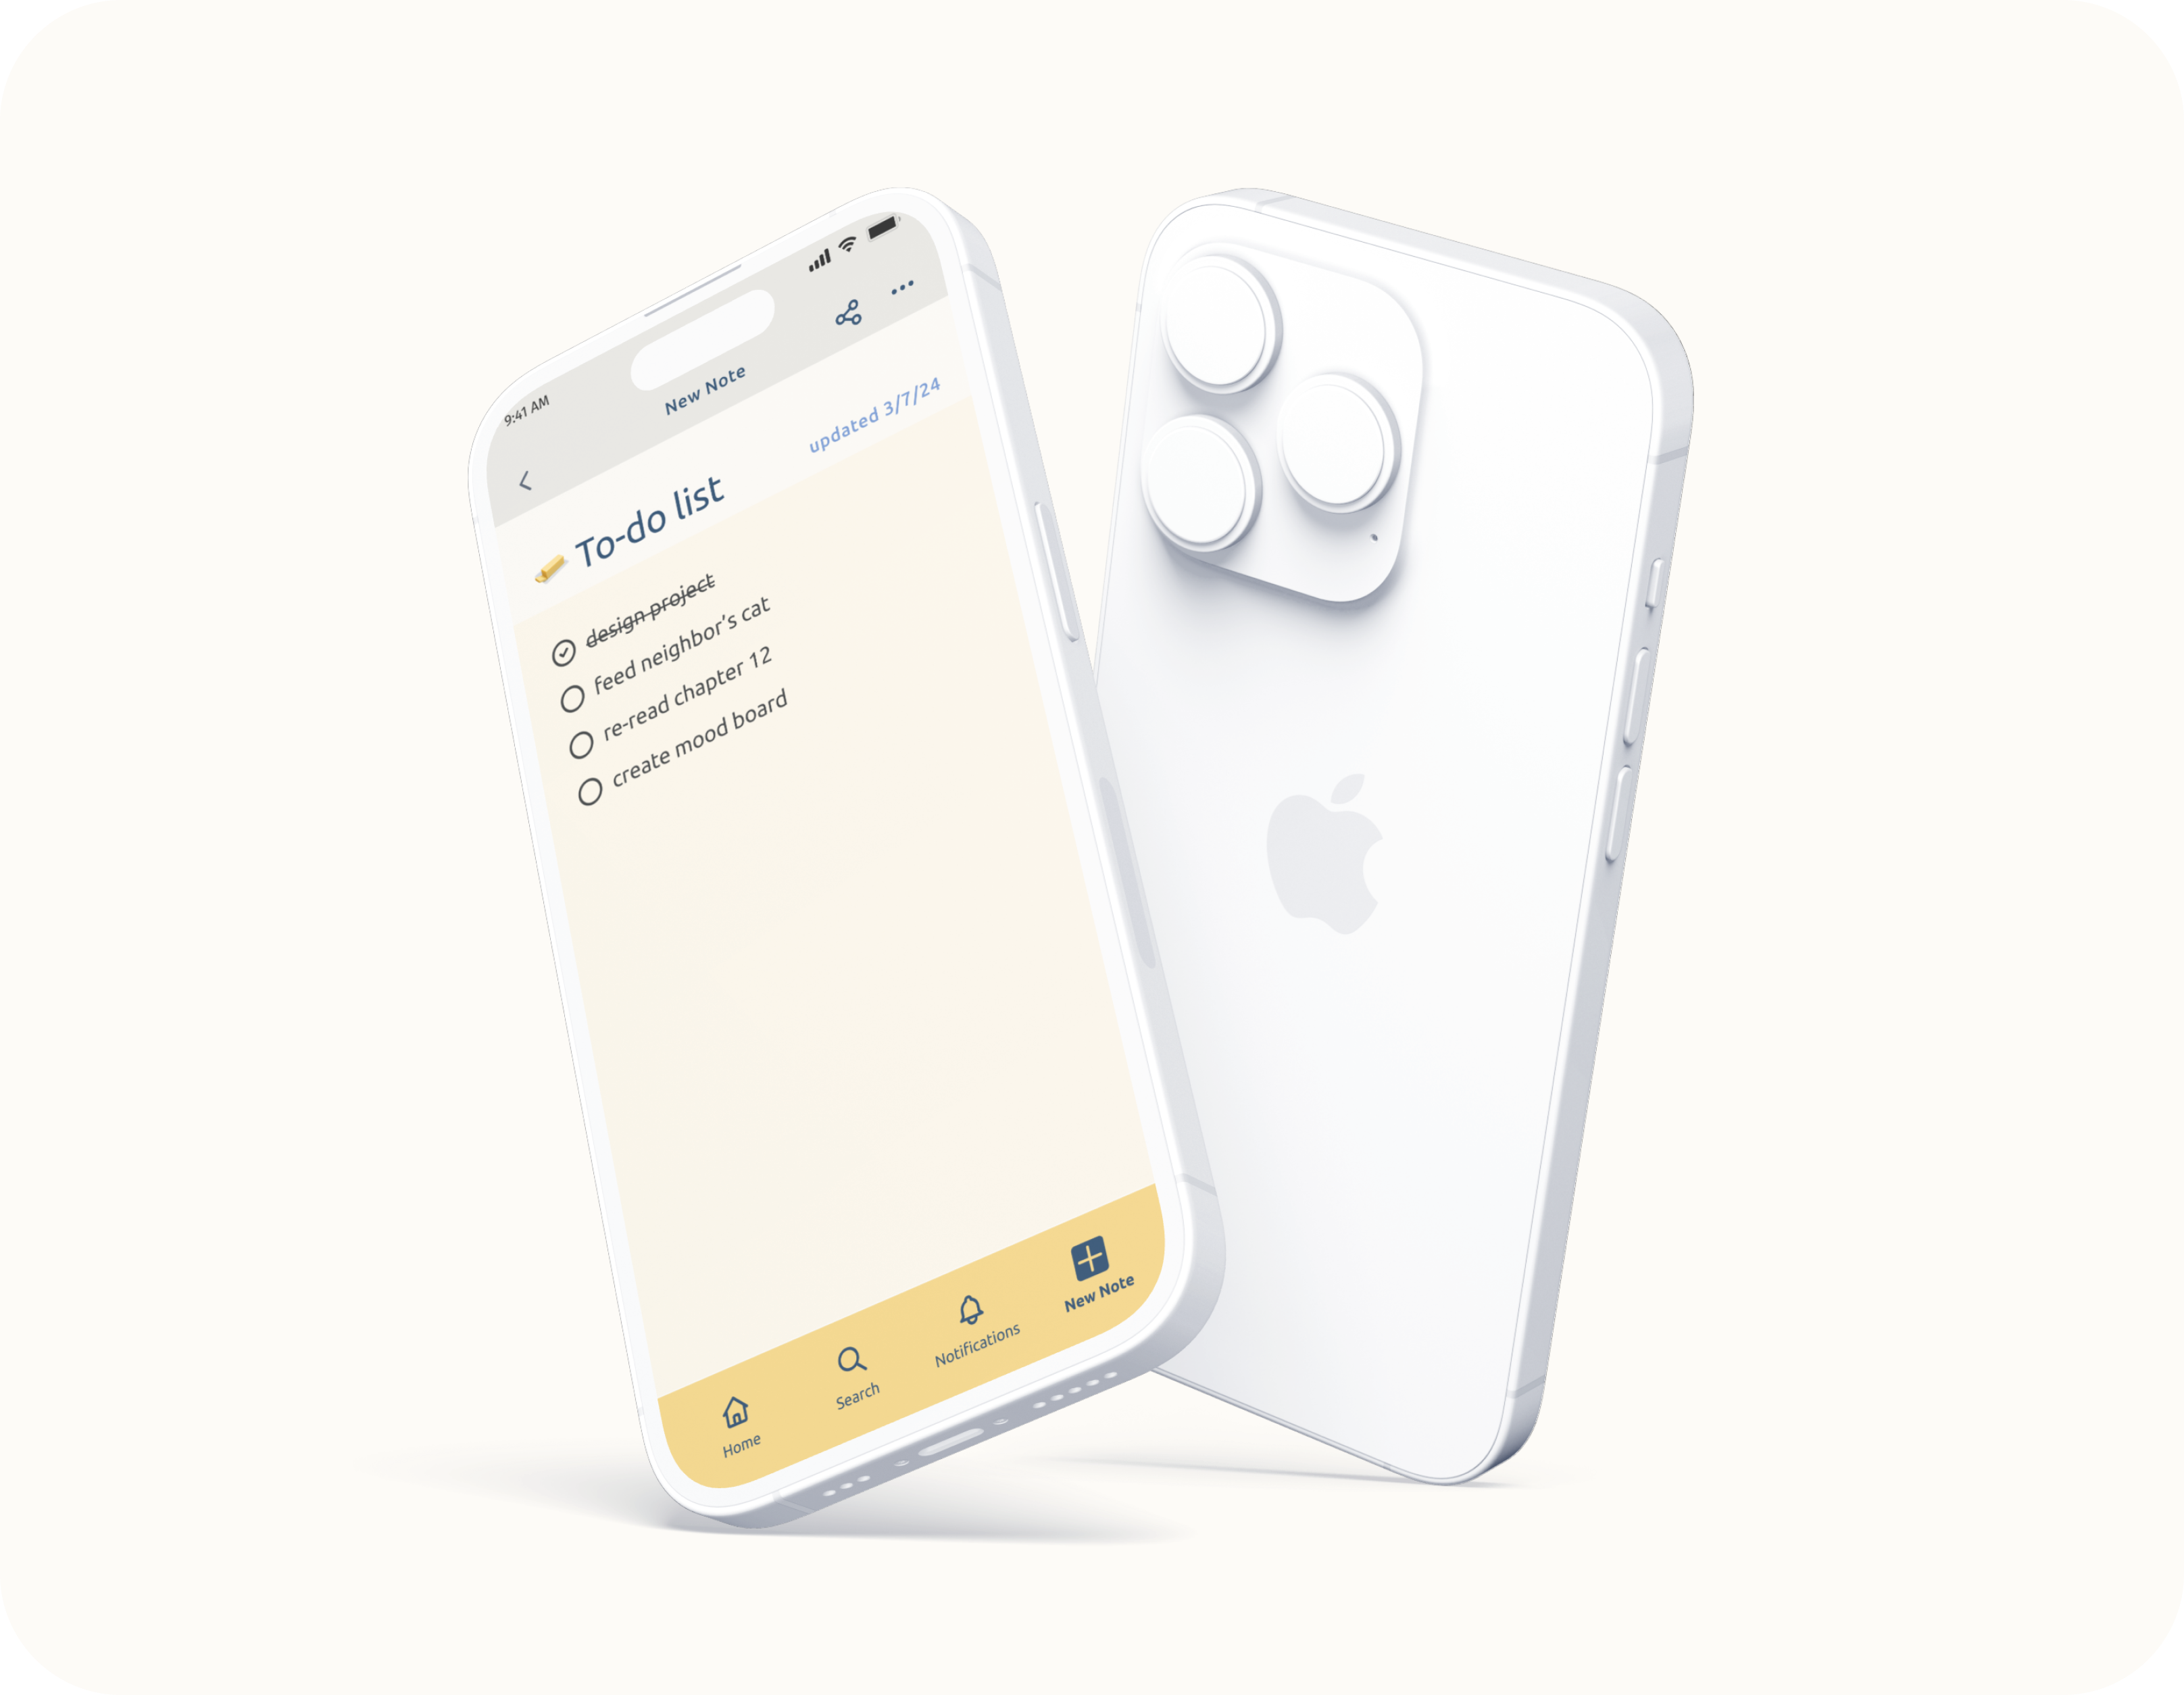 9:41 AM
New Note
updated 3/7/24
To-do list
design project
feed neighbor’s cat
re-read chapter 12
create mood board
Home
Search
Notifications
New Note